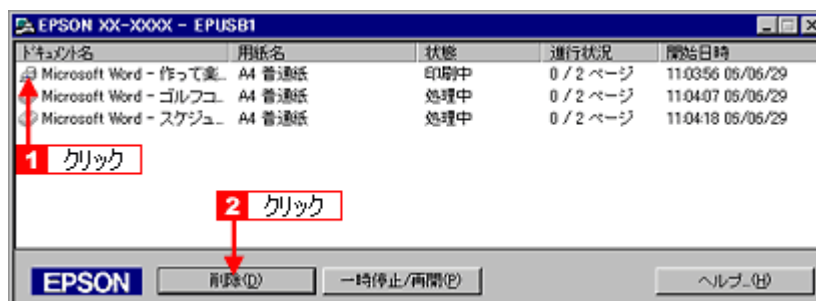 EPSON XX-XXXX - EPUSB1
ドキュメント名 用紙名 状態 進行状況 開始日時
Microsoft Word - 作って楽... A4 普通紙 印刷中 0 / 2 ページ 11:03:56 05/06/29
Microsoft Word - ゴルフコ... A4 普通紙 処理中 0 / 2 ページ 11:04:07 05/06/29
Microsoft Word - スケジュ... A4 普通紙 処理中 0 / 2 ページ 11:04:18 05/06/29
1 クリック
2 クリック
EPSON 削除(D) 一時停止/再開(P) ヘルプ...(H)